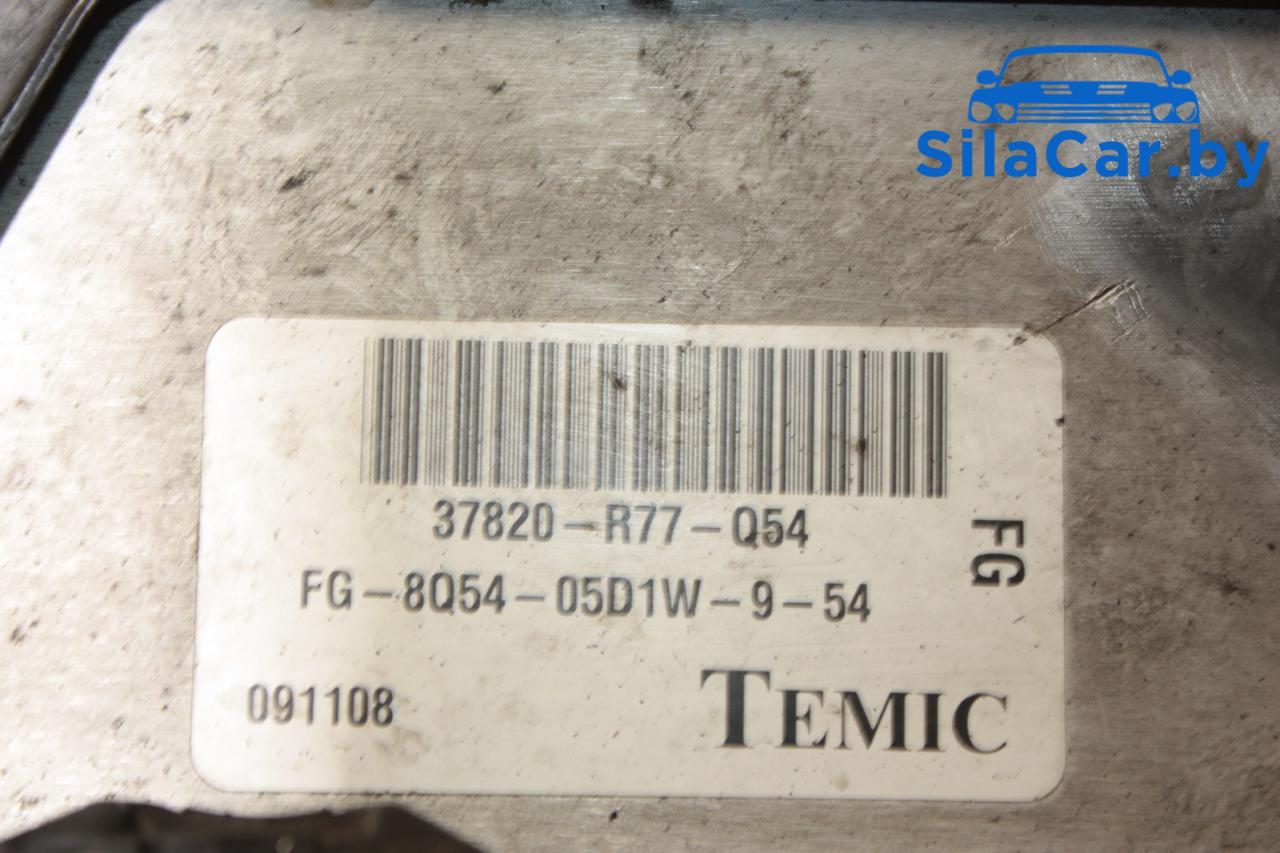 SilaCar.by
37820-R77-Q54
FG-8Q54-05D1W-9-54
FG
091108
TEMIC